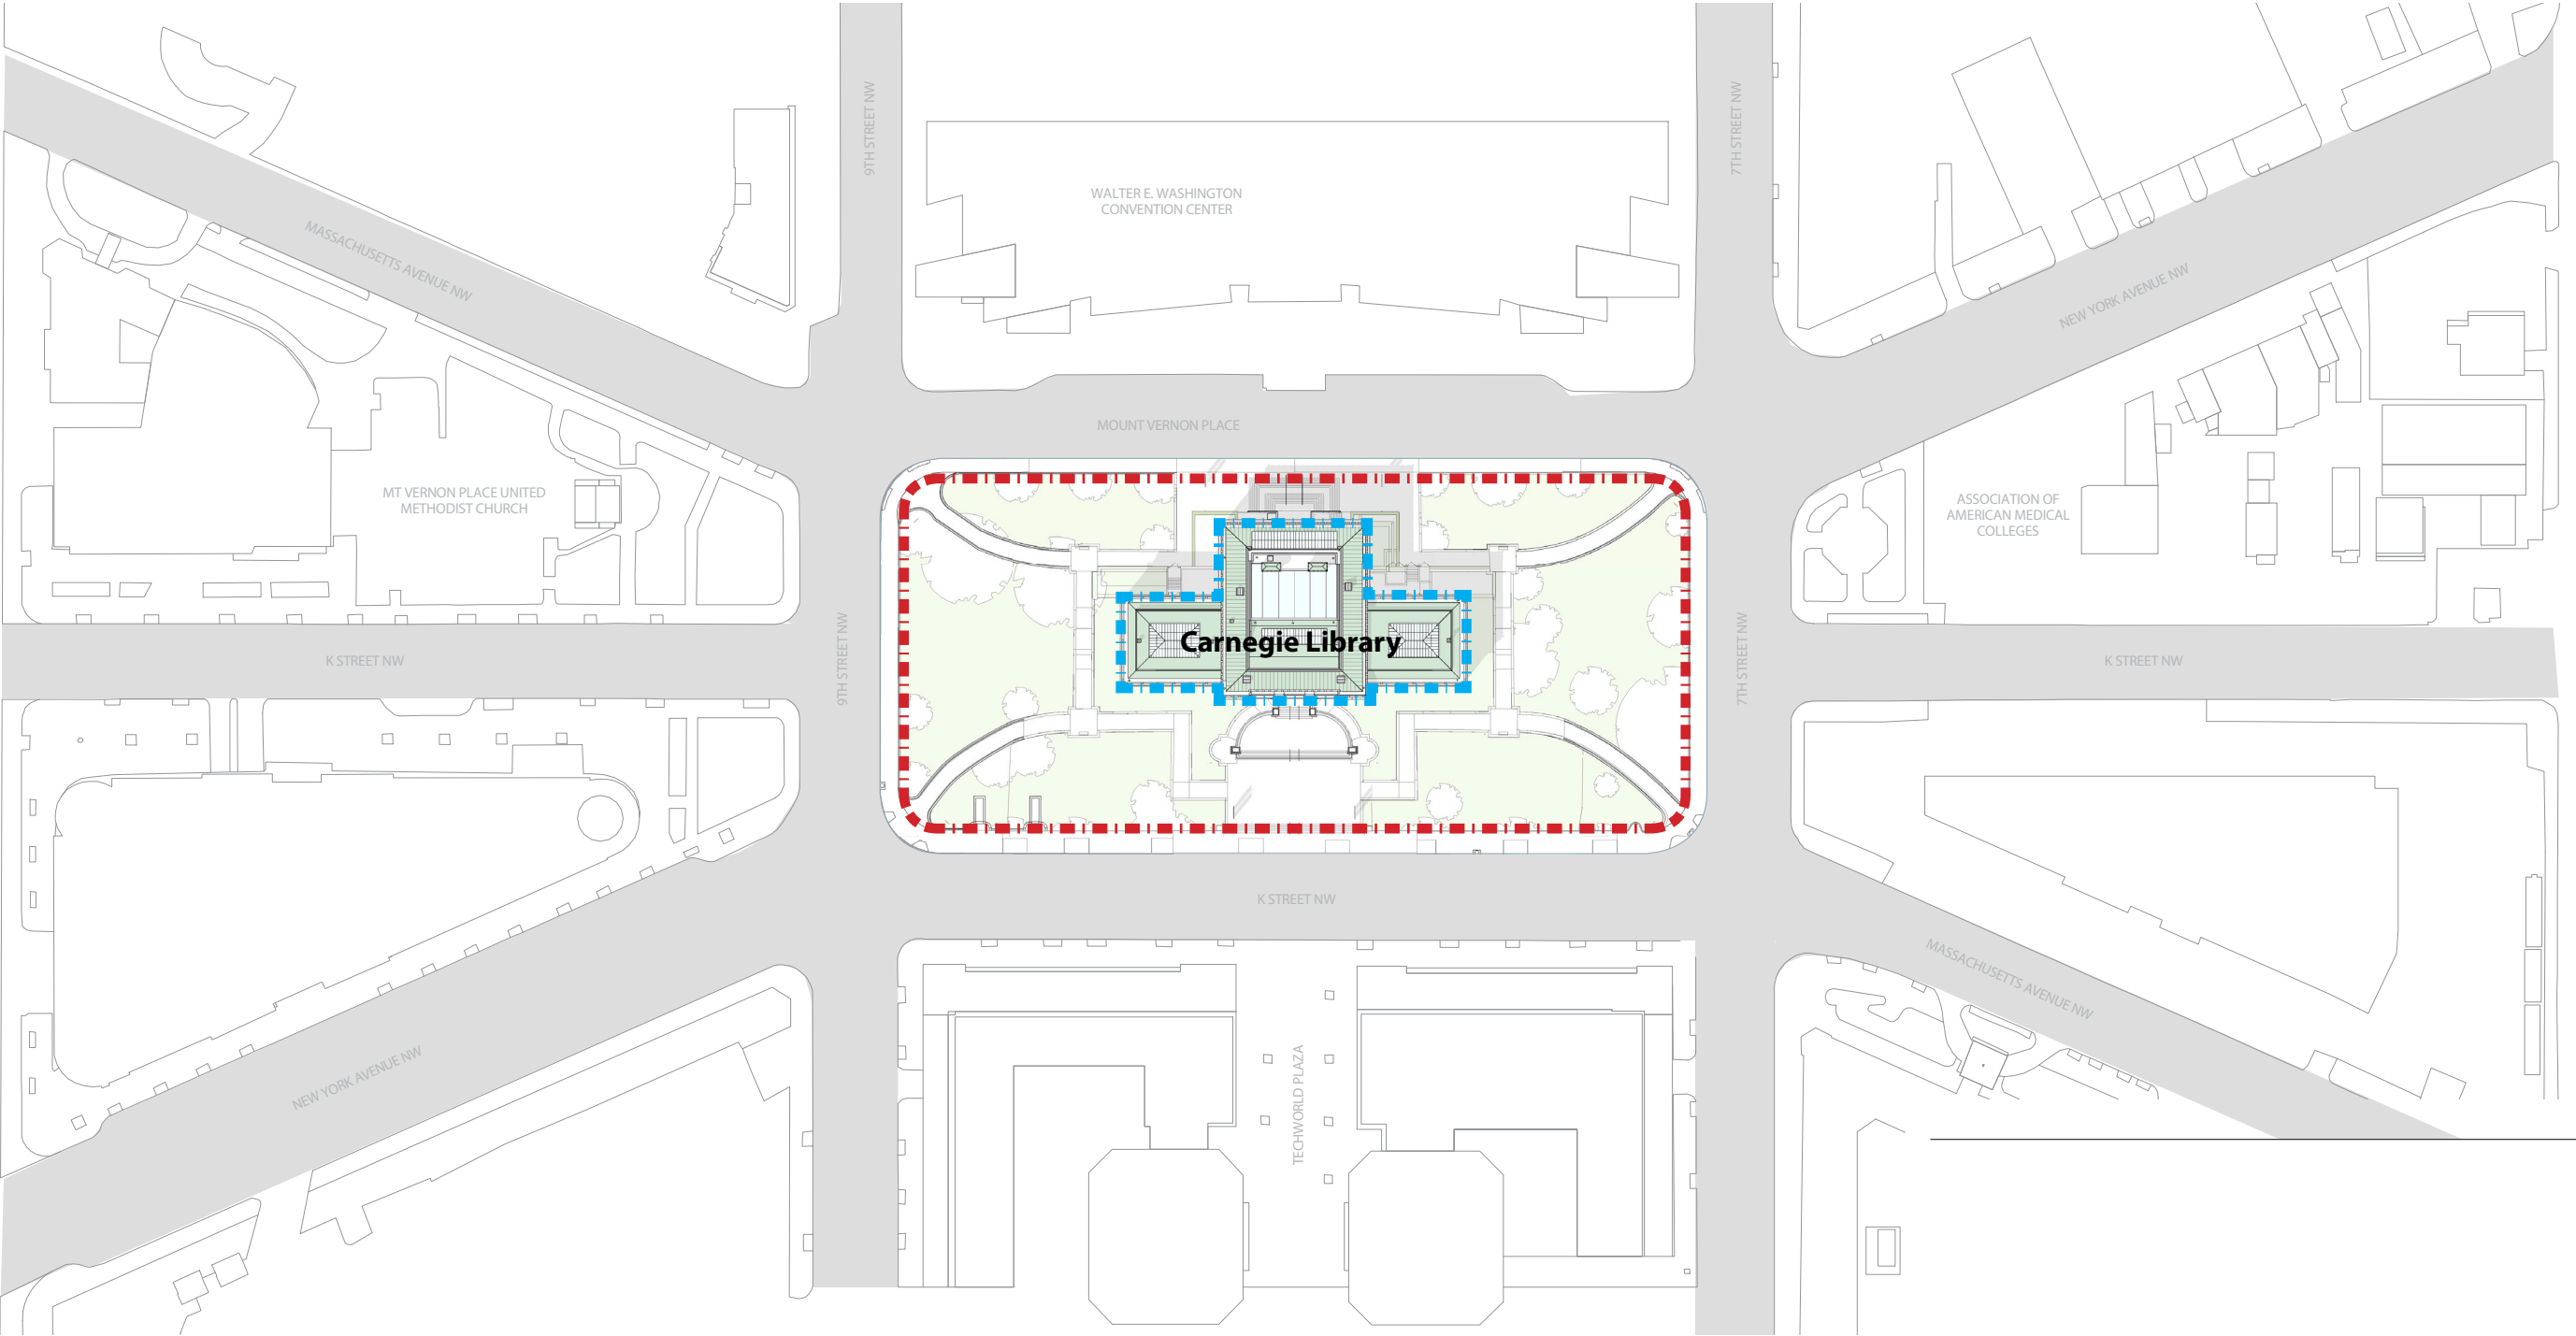 9TH STREET NW
7TH STREET NW
WALTER E. WASHINGTON
CONVENTION CENTER
MASSACHUSETTS AVENUE NW
NEW YORK AVENUE NW
MOUNT VERNON PLACE
MT VERNON PLACE UNITED
METHODIST CHURCH
ASSOCIATION OF
AMERICAN MEDICAL
COLLEGES
Carnegie Library
K STREET NW
9TH STREET NW
7TH STREET NW
K STREET NW
K STREET NW
MASSACHUSETTS AVENUE NW
NEW YORK AVENUE NW
TECHWORLD PLAZA